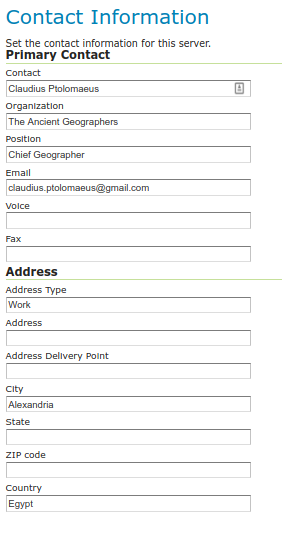 Contact Information
Set the contact information for this server.
Primary Contact
Contact
Claudius Ptolomaeus
Organization
The Ancient Geographers
Position
Chief Geographer
Email
claudius.ptolomaeus@gmail.com
Voice
Fax
Address
Address Type
Work
Address
Address Delivery Point
City
Alexandria
State
ZIP code
Country
Egypt